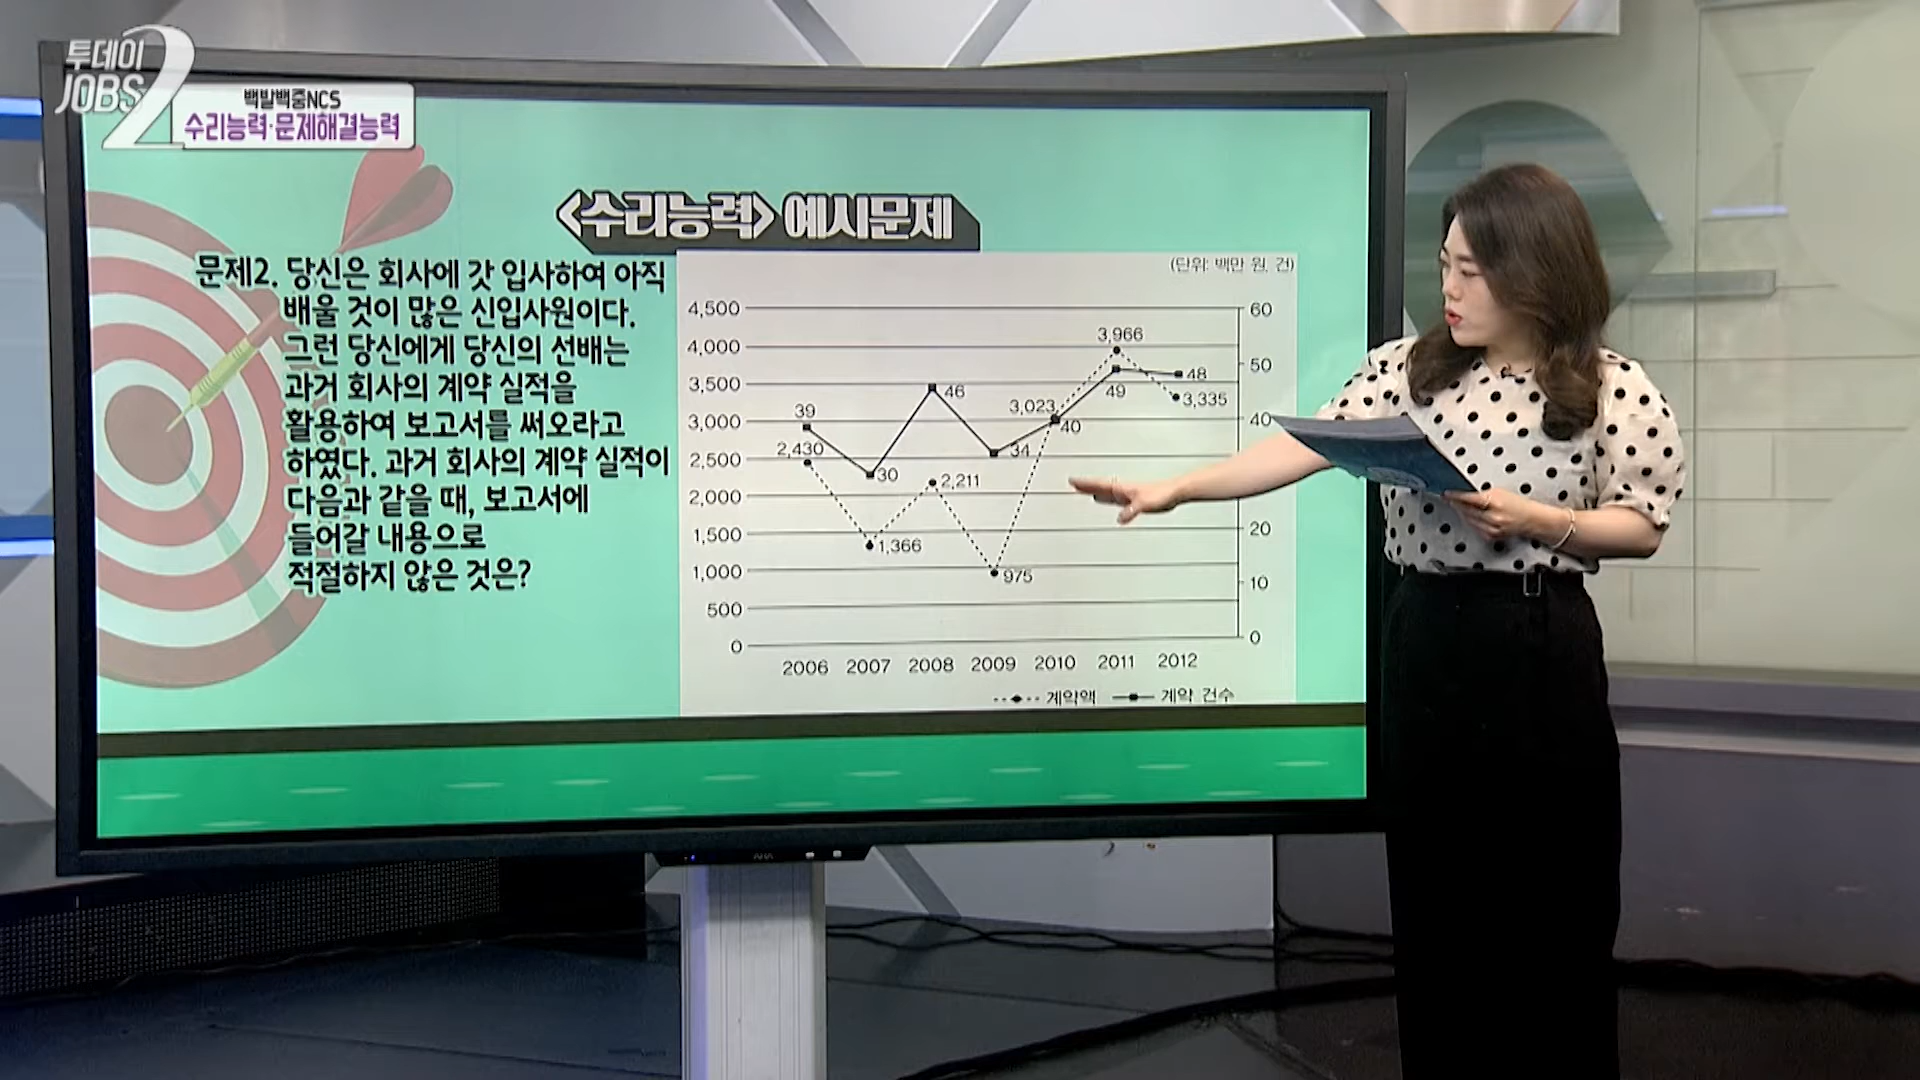 투데이
JOBS 2
백발백중NCS
수리능력·문제해결능력
<수리능력> 예시문제
문제2. 당신은 회사에 갓 입사하여 아직
배울 것이 많은 신입사원이다.
그런 당신에게 당신의 선배는
과거 회사의 계약 실적을
활용하여 보고서를 써오라고
하였다. 과거 회사의 계약 실적이
다음과 같을 때, 보고서에
들어갈 내용으로
적절하지 않은 것은?
(단위: 백만 원, 건)
4,500
4,000
3,500
3,000
2,500
2,000
1,500
1,000
500
0
60
50
40
20
10
0
39
2,430
30
1,366
46
2,211
34
975
3,023
40
3,966
49
48
3,335
2006 2007 2008 2009 2010 2011 2012
계약액 계약 건수